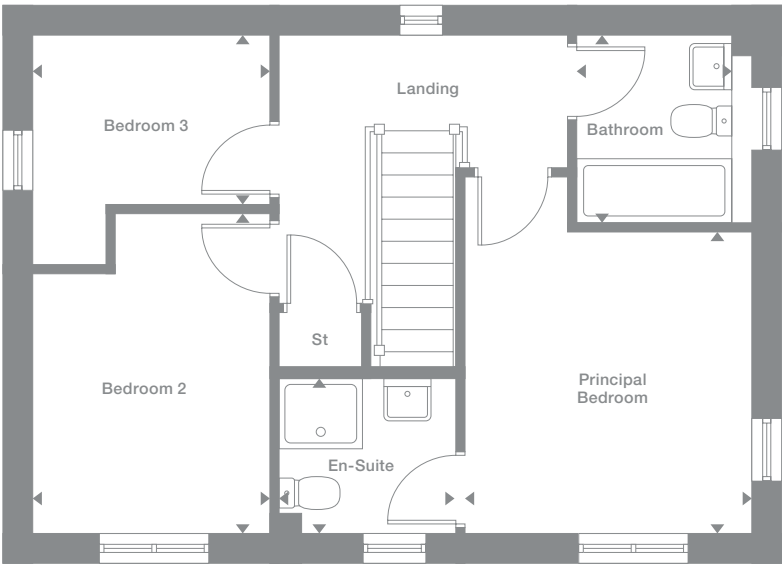 Landing
Bedroom 3
Bathroom
St
Bedroom 2
Principal
Bedroom
En-Suite